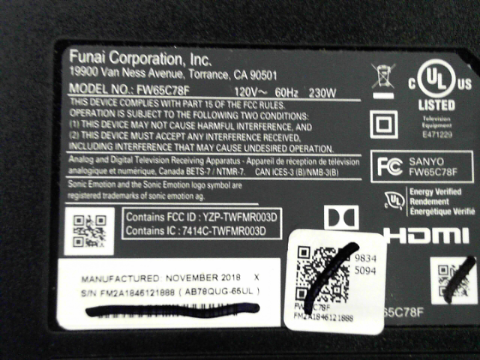 Funai Corporation, Inc.
19900 Van Ness Avenue, Torrance, CA 90501
MODEL NO.: FW65C78F 120V~ 60Hz 230W
THIS DEVICE COMPLIES WITH PART 15 OF THE FCC RULES.
OPERATION IS SUBJECT TO THE FOLLOWING TWO CONDITIONS:
(1) THIS DEVICE MAY NOT CAUSE HARMFUL INTERFERENCE, AND
(2) THIS DEVICE MUST ACCEPT ANY INTERFERENCE RECEIVED,
INCLUDING INTERFERENCE THAT MAY CAUSE UNDESIRED OPERATION.
Analog and Digital Television Receiving Apparatus - Appareil de réception de télévision
analogique et numérique, Canada BETS-7 / NTMR-7. CAN ICES-3 (B)/NMB-3(B)
Sonic Emotion and the Sonic Emotion logo are
registered trademarks of sonic emotion ag.
Contains FCC ID : YZP-TWFMR003D
Contains IC : 7414C-TWFMR003D
C UL US
LISTED
Television
Equipment
E471229
FC SANYO
FW65C78F
UL Energy Verified
Rendement
Énergétique Vérifié
HDMI
MANUFACTURED: NOVEMBER 2018 X
S/N FM2A1846121888 ( AB78QUG-65UL )
9834
5094
FW65C78F
FM2A1846121888
FW65C78F